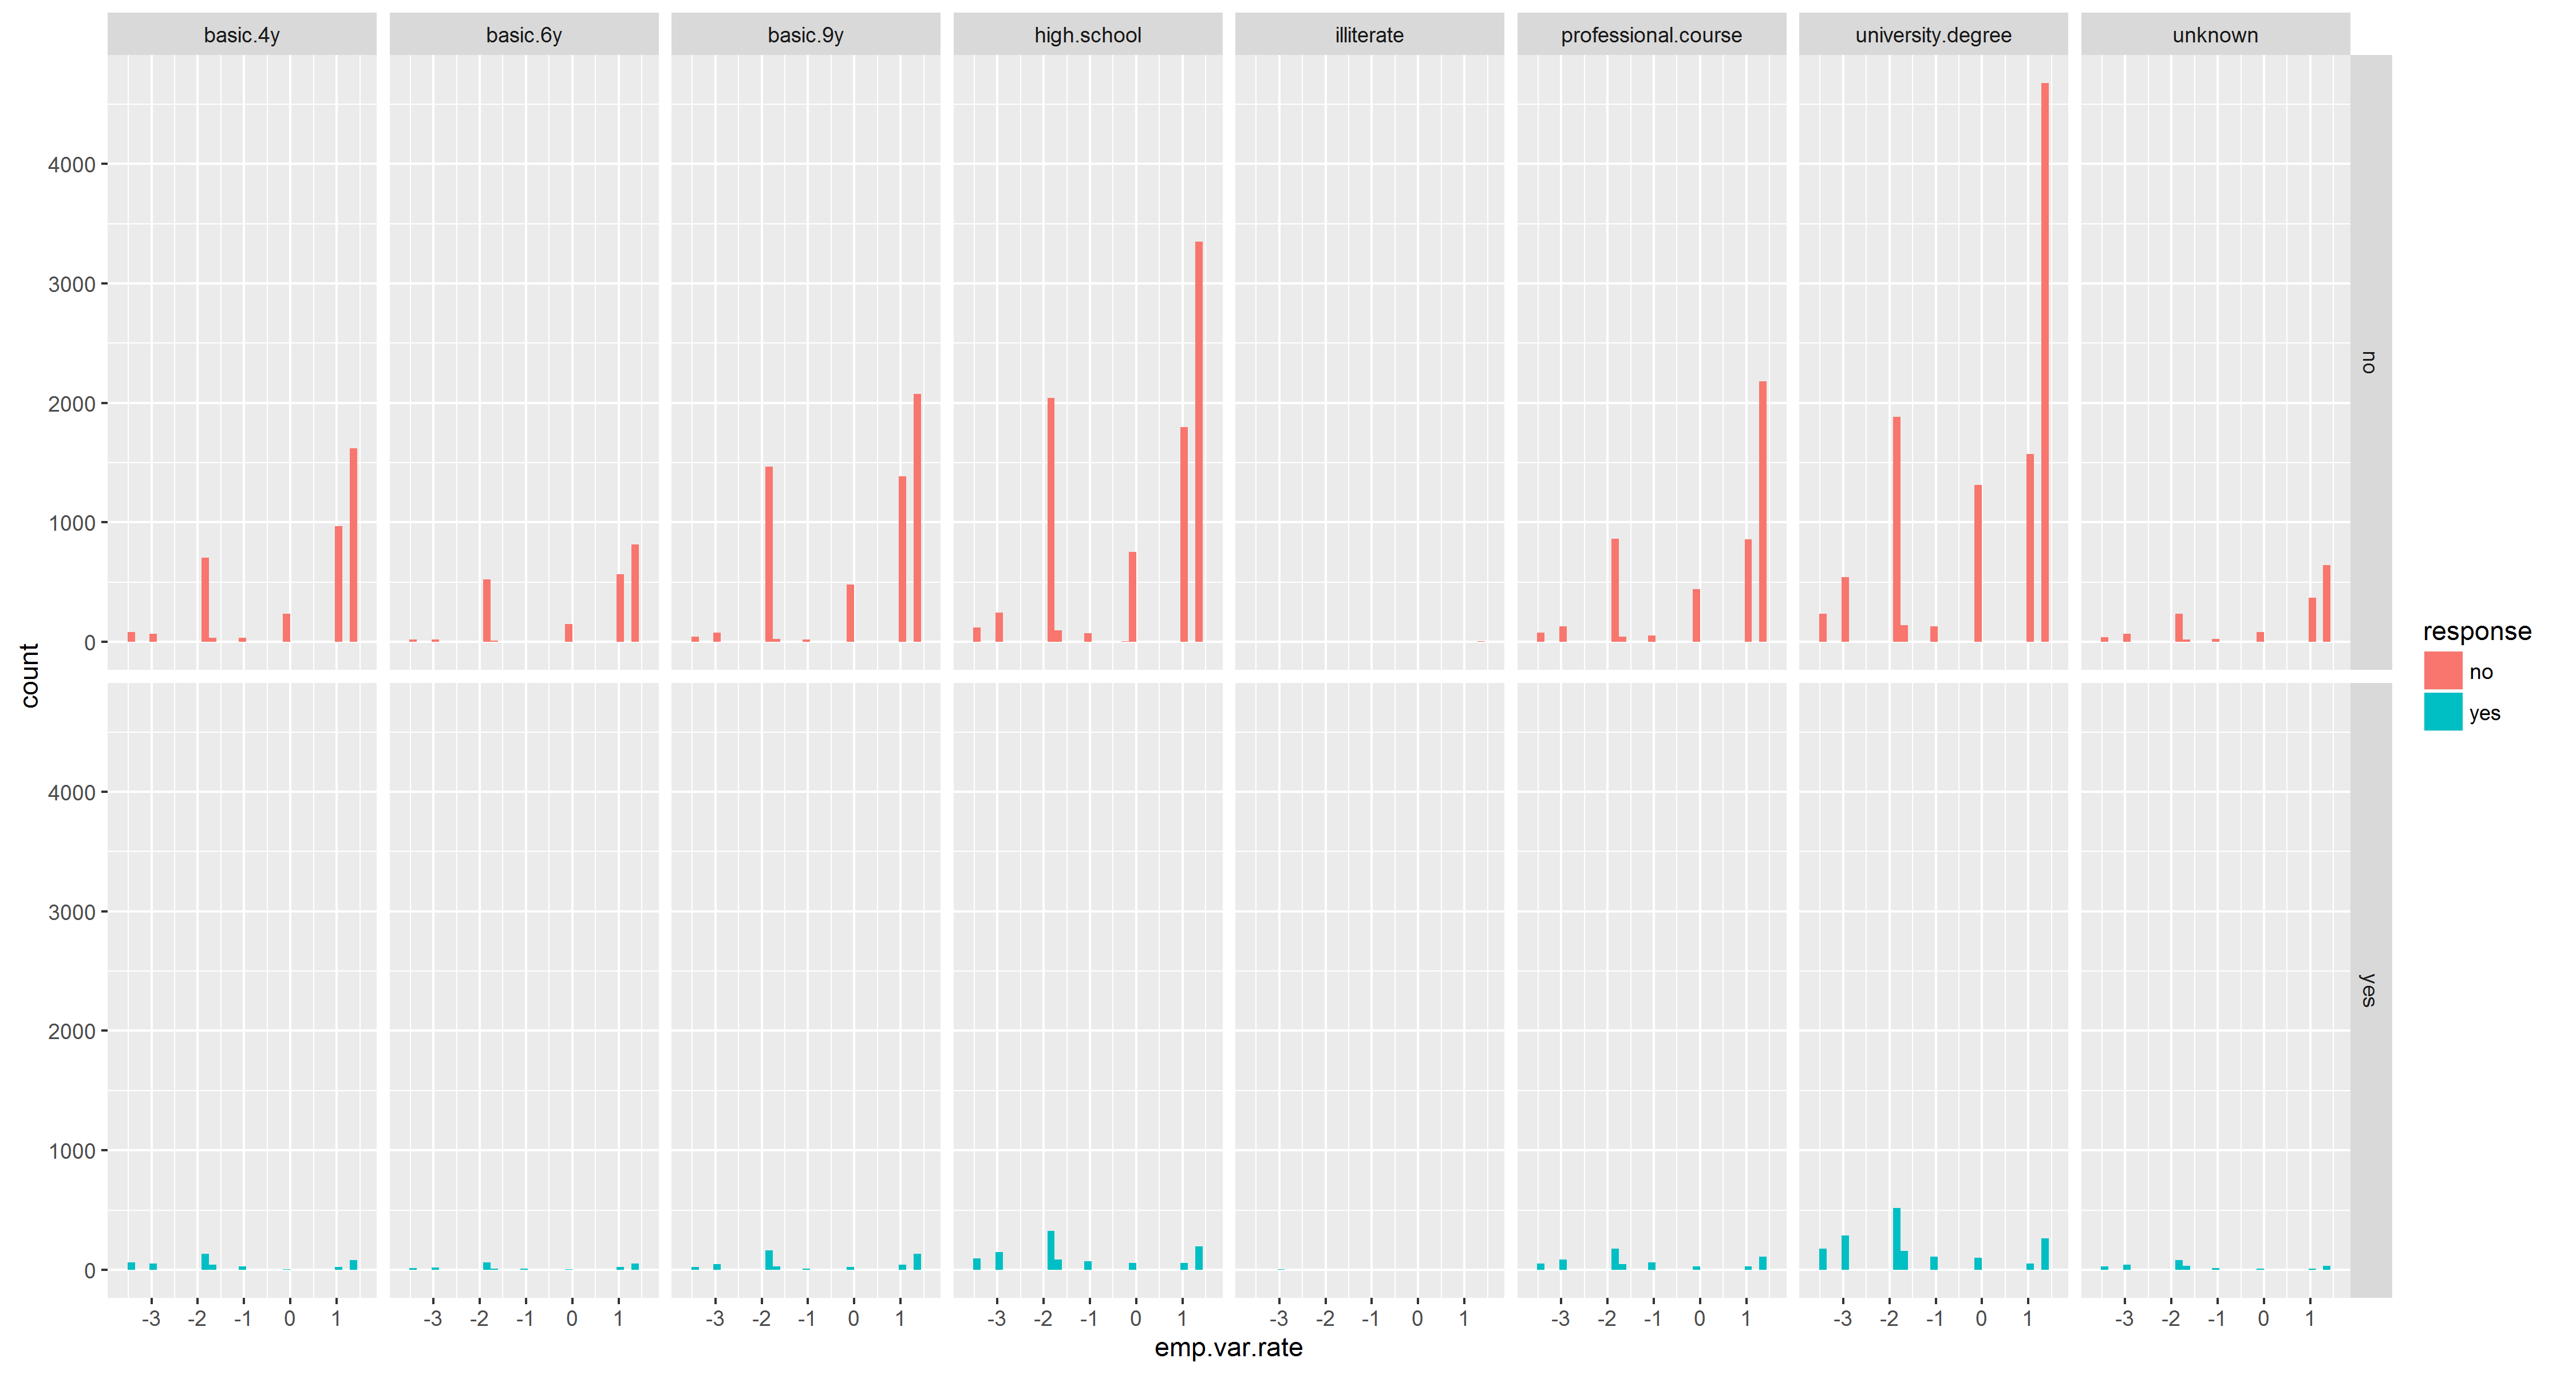 basic.4y basic.6y basic.9y high.school illiterate professional.course university.degree unknown
4000
3000
2000
1000
0
no
count
response
no
yes
4000
3000
2000
1000
0
yes
-3 -2 -1 0 1 -3 -2 -1 0 1 -3 -2 -1 0 1 -3 -2 -1 0 1 -3 -2 -1 0 1 -3 -2 -1 0 1 -3 -2 -1 0 1 -3 -2 -1 0 1
emp.var.rate